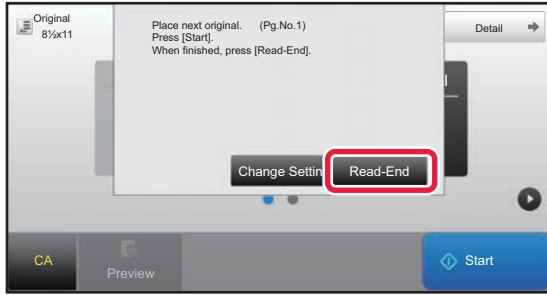 Original
8½x11
Place next original. (Pg.No.1)
Press [Start].
When finished, press [Read-End].
Detail
Change Settin
Read-End
CA
Preview
Start